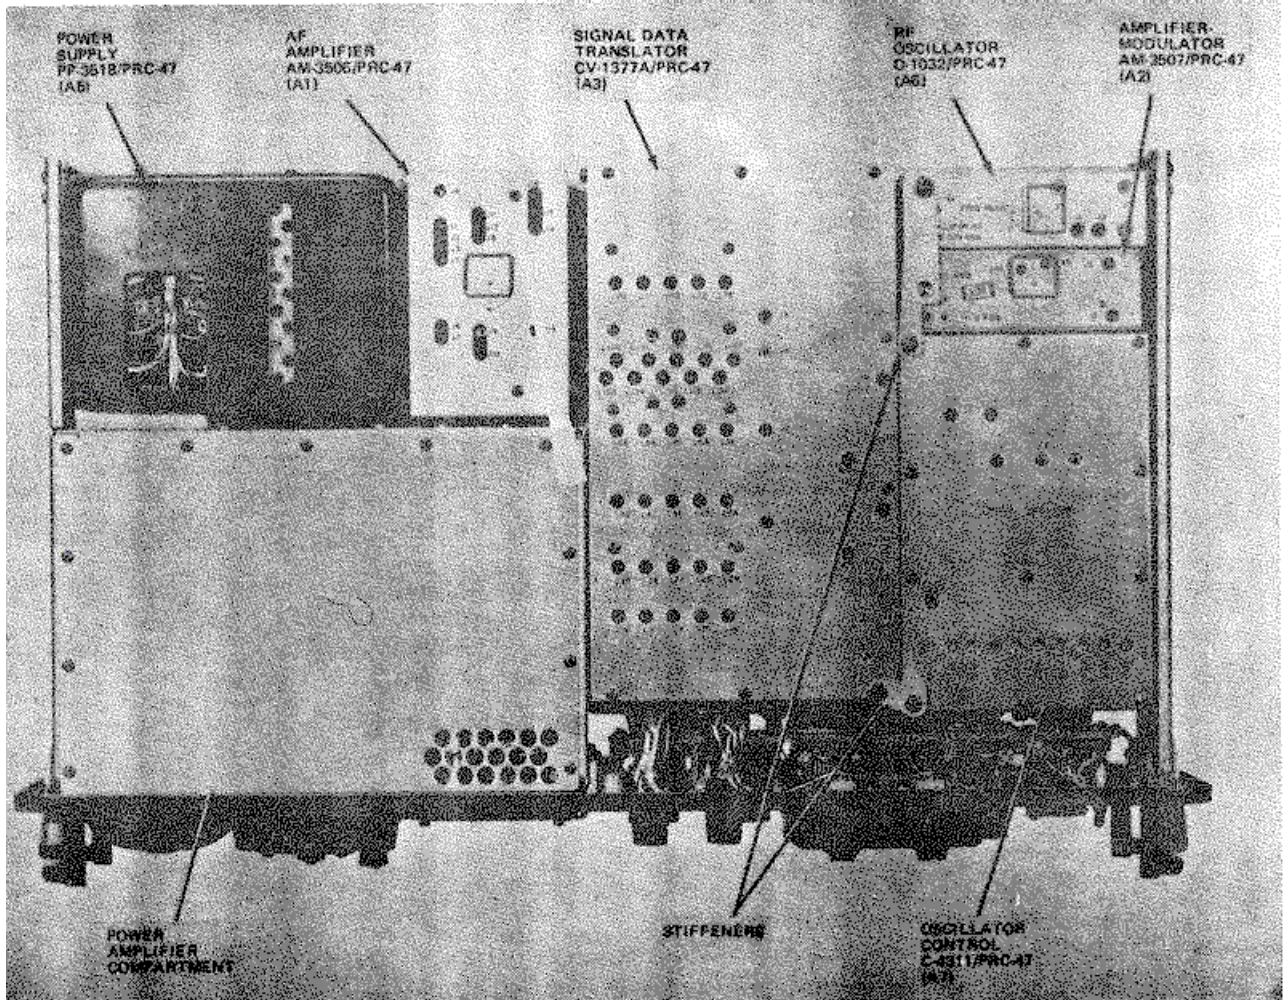 POWER
SUPPLY
PP-3518/PRC-47
(A5)
AF
AMPLIFIER
AM-3506/PRC-47
(A1)
SIGNAL DATA
TRANSLATOR
CV-1377A/PRC-47
(A3)
RF
OSCILLATOR
O-1032/PRC-47
(A6)
AMPLIFIER-
MODULATOR
AM-3507/PRC-47
(A2)
POWER
AMPLIFIER
COMPARTMENT
STIFFENERS
OSCILLATOR
CONTROL
C-4311/PRC-47
(A7)